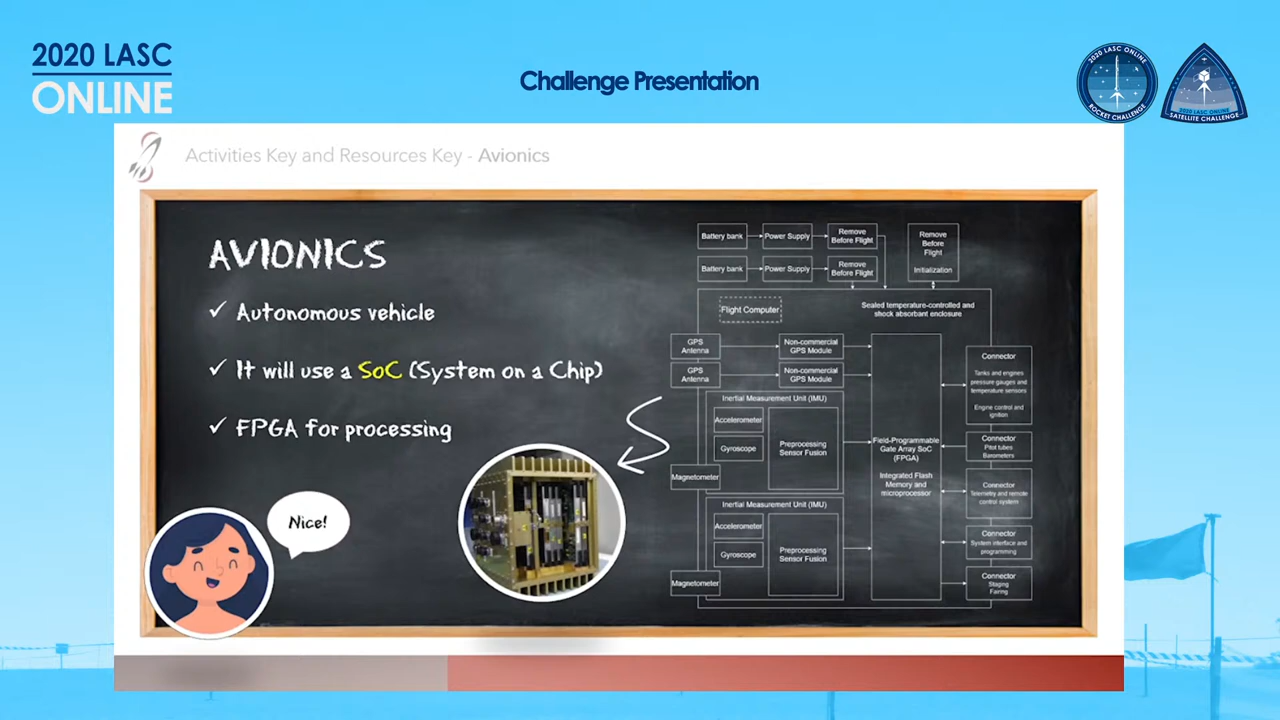 2020 LASC
ONLINE
Challenge Presentation
2020 LASC ONLINE
ROCKET CHALLENGE
2020 LASC ONLINE
SATELLITE CHALLENGE
Activities Key and Resources Key - Avionics
AVIONICS
✓ Autonomous vehicle
✓ It will use a SoC (System on a Chip)
✓ FPGA for processing
Nice!
Battery bank
Power Supply
Remove
Before Flight
Battery bank
Power Supply
Remove
Before Flight
Remove
Before
Flight
Initialization
Flight Computer
Sealed temperature-controlled and
shock absorbant enclosure
GPS
Antenna
Non-commercial
GPS Module
GPS
Antenna
Non-commercial
GPS Module
Inertial Measurement Unit (IMU)
Accelerometer
Gyroscope
Preprocessing
Sensor Fusion
Magnetometer
Inertial Measurement Unit (IMU)
Accelerometer
Gyroscope
Preprocessing
Sensor Fusion
Magnetometer
Field-Programmable
Gate Array SoC
(FPGA)
Integrated Flash
Memory and
microprocessor
Connector
Tanks and engines
pressure gauges and
temperature sensors
Engine control and
ignition
Connector
Pitot tubes
Barometers
Connector
Telemetry and remote
control system
Connector
System interface and
programming
Connector
Staging
Fairing